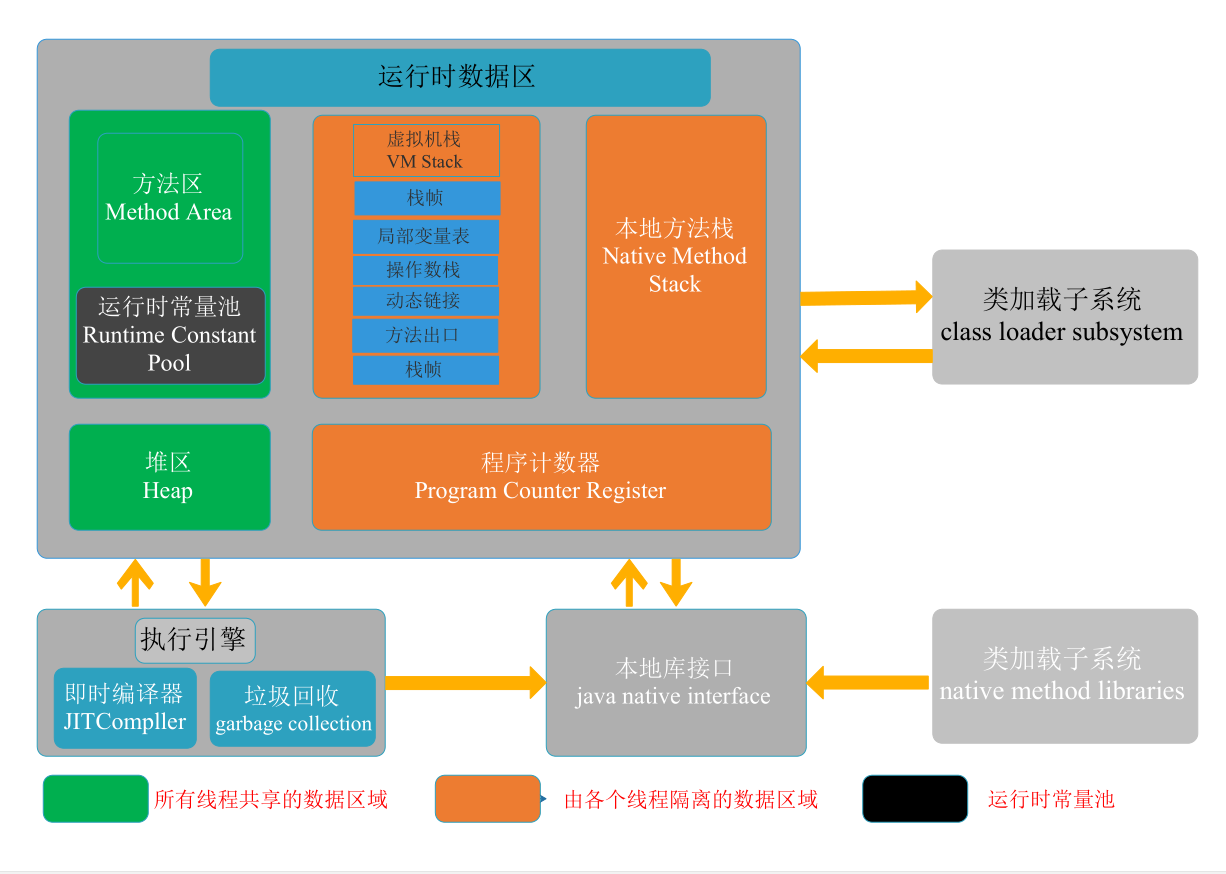 运行时数据区
方法区
Method Area
运行时常量池
Runtime Constant
Pool
虚拟机栈
VM Stack
栈帧
局部变量表
操作数栈
动态链接
方法出口
栈帧
本地方法栈
Native Method
Stack
类加载子系统
class loader subsystem
堆区
Heap
程序计数器
Program Counter Register
执行引擎
即时编译器
JITCompller
垃圾回收
garbage collection
本地库接口
java native interface
类加载子系统
native method libraries
所有线程共享的数据区域
由各个线程隔离的数据区域
运行时常量池